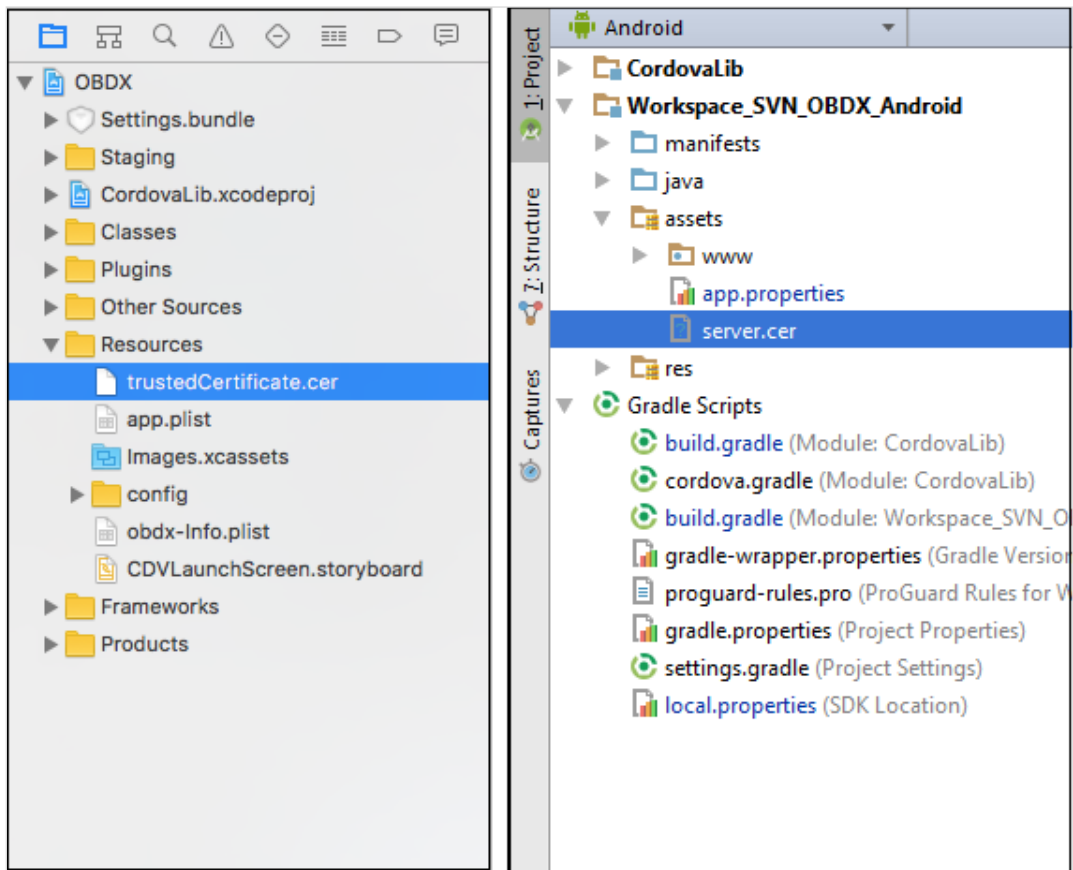 OBDX
Settings.bundle
Staging
CordovaLib.xcodeproj
Classes
Plugins
Other Sources
Resources
trustedCertificate.cer
app.plist
Images.xcassets
config
obdx-Info.plist
CDVLaunchScreen.storyboard
Frameworks
Products
1: Project
7: Structure
Captures
Android
CordovaLib
Workspace_SVN_OBDX_Android
manifests
java
assets
www
app.properties
server.cer
res
Gradle Scripts
build.gradle (Module: CordovaLib)
cordova.gradle (Module: CordovaLib)
build.gradle (Module: Workspace_SVN_O
gradle-wrapper.properties (Gradle Version
proguard-rules.pro (ProGuard Rules for W
gradle.properties (Project Properties)
settings.gradle (Project Settings)
local.properties (SDK Location)